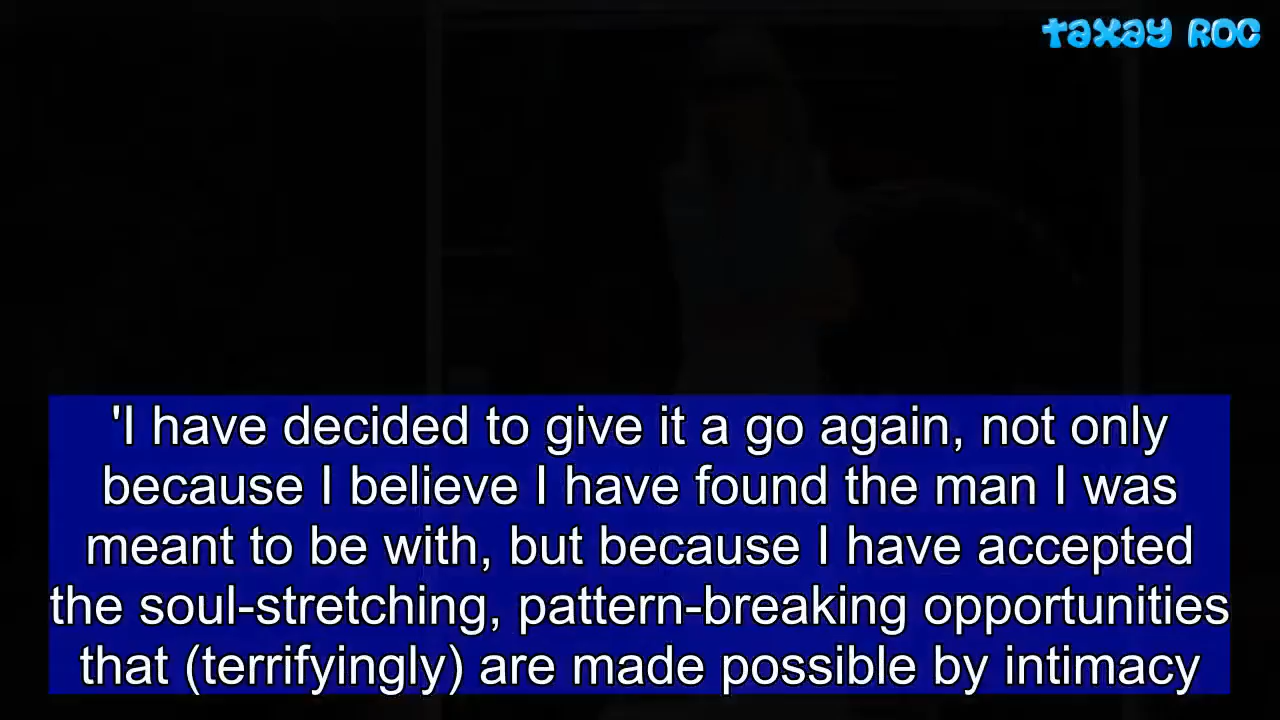 TAXAY ROC
'I have decided to give it a go again, not only
because I believe I have found the man I was
meant to be with, but because I have accepted
the soul-stretching, pattern-breaking opportunities
that (terrifyingly) are made possible by intimacy